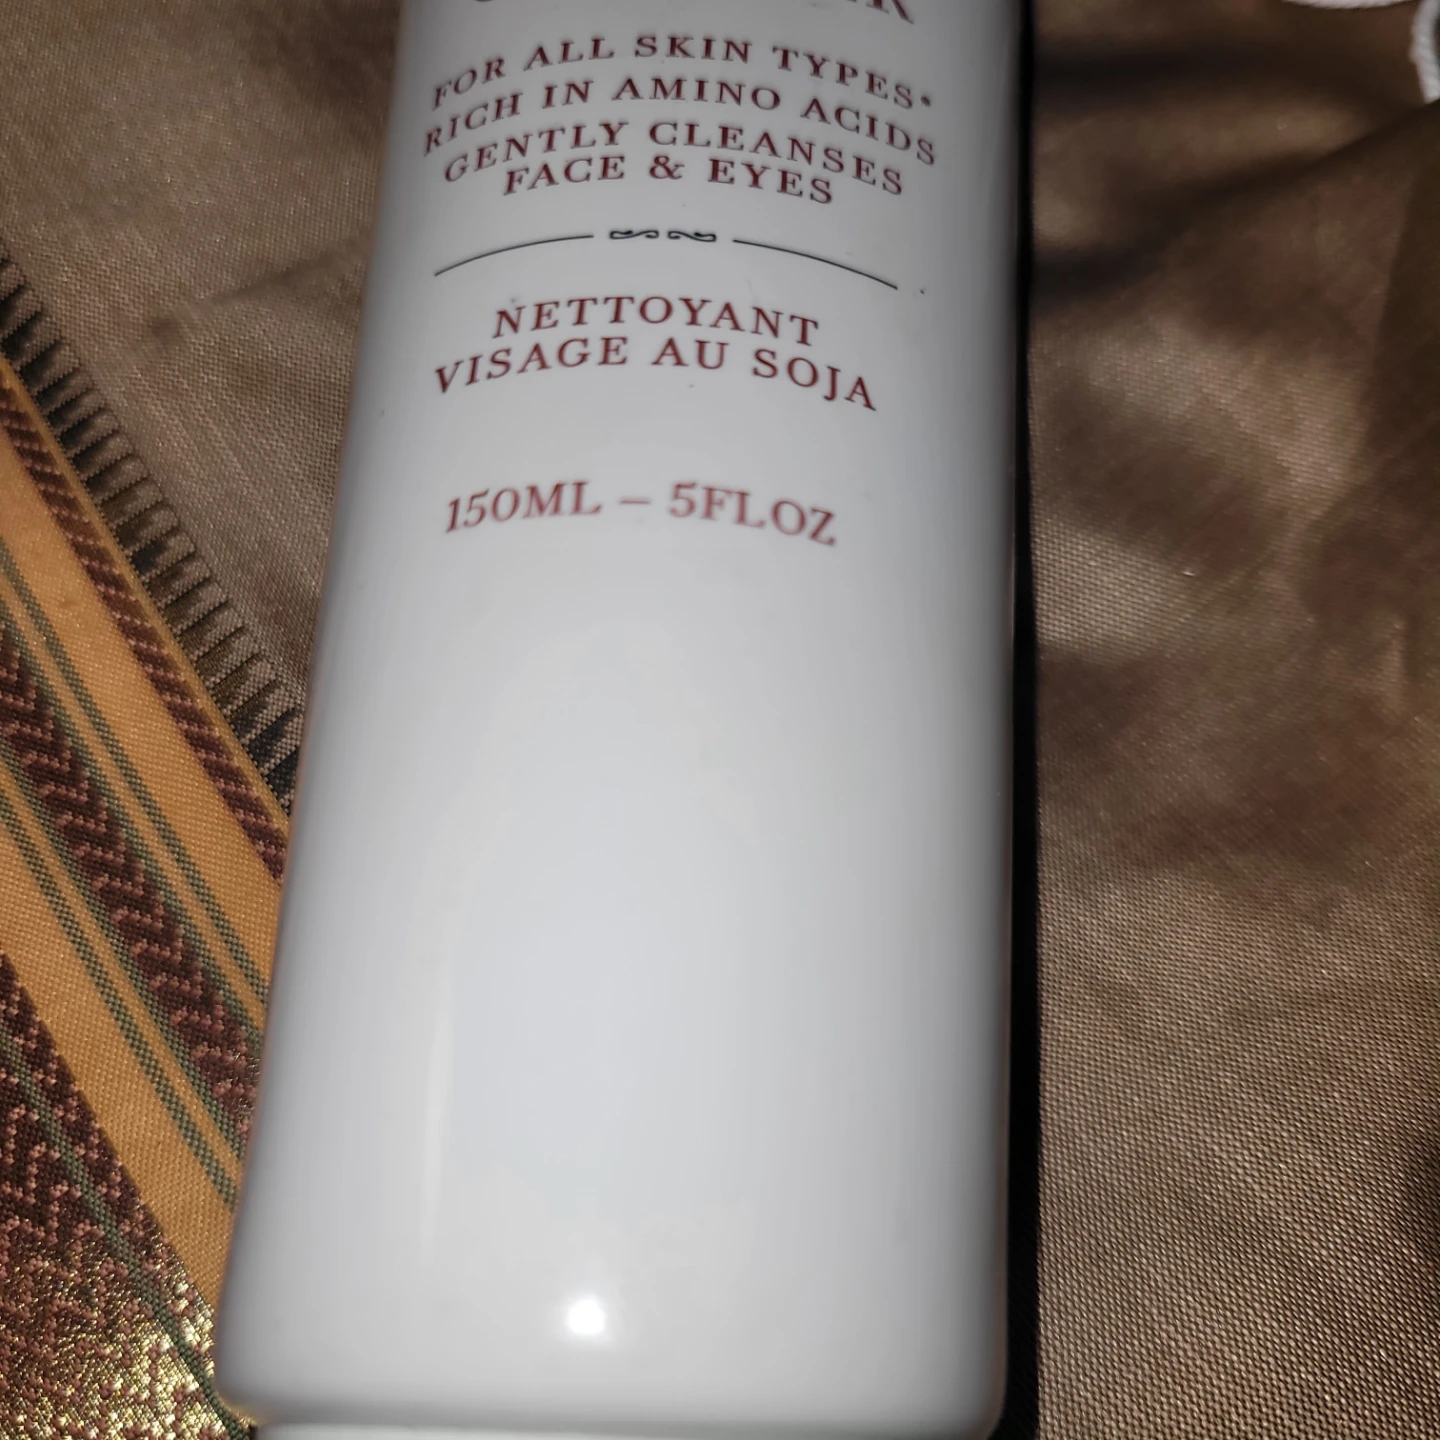 FOR ALL SKIN TYPES•
RICH IN AMINO ACIDS
GENTLY CLEANSES
FACE & EYES
NETTOYANT
VISAGE AU SOJA
150ML – 5FLOZ